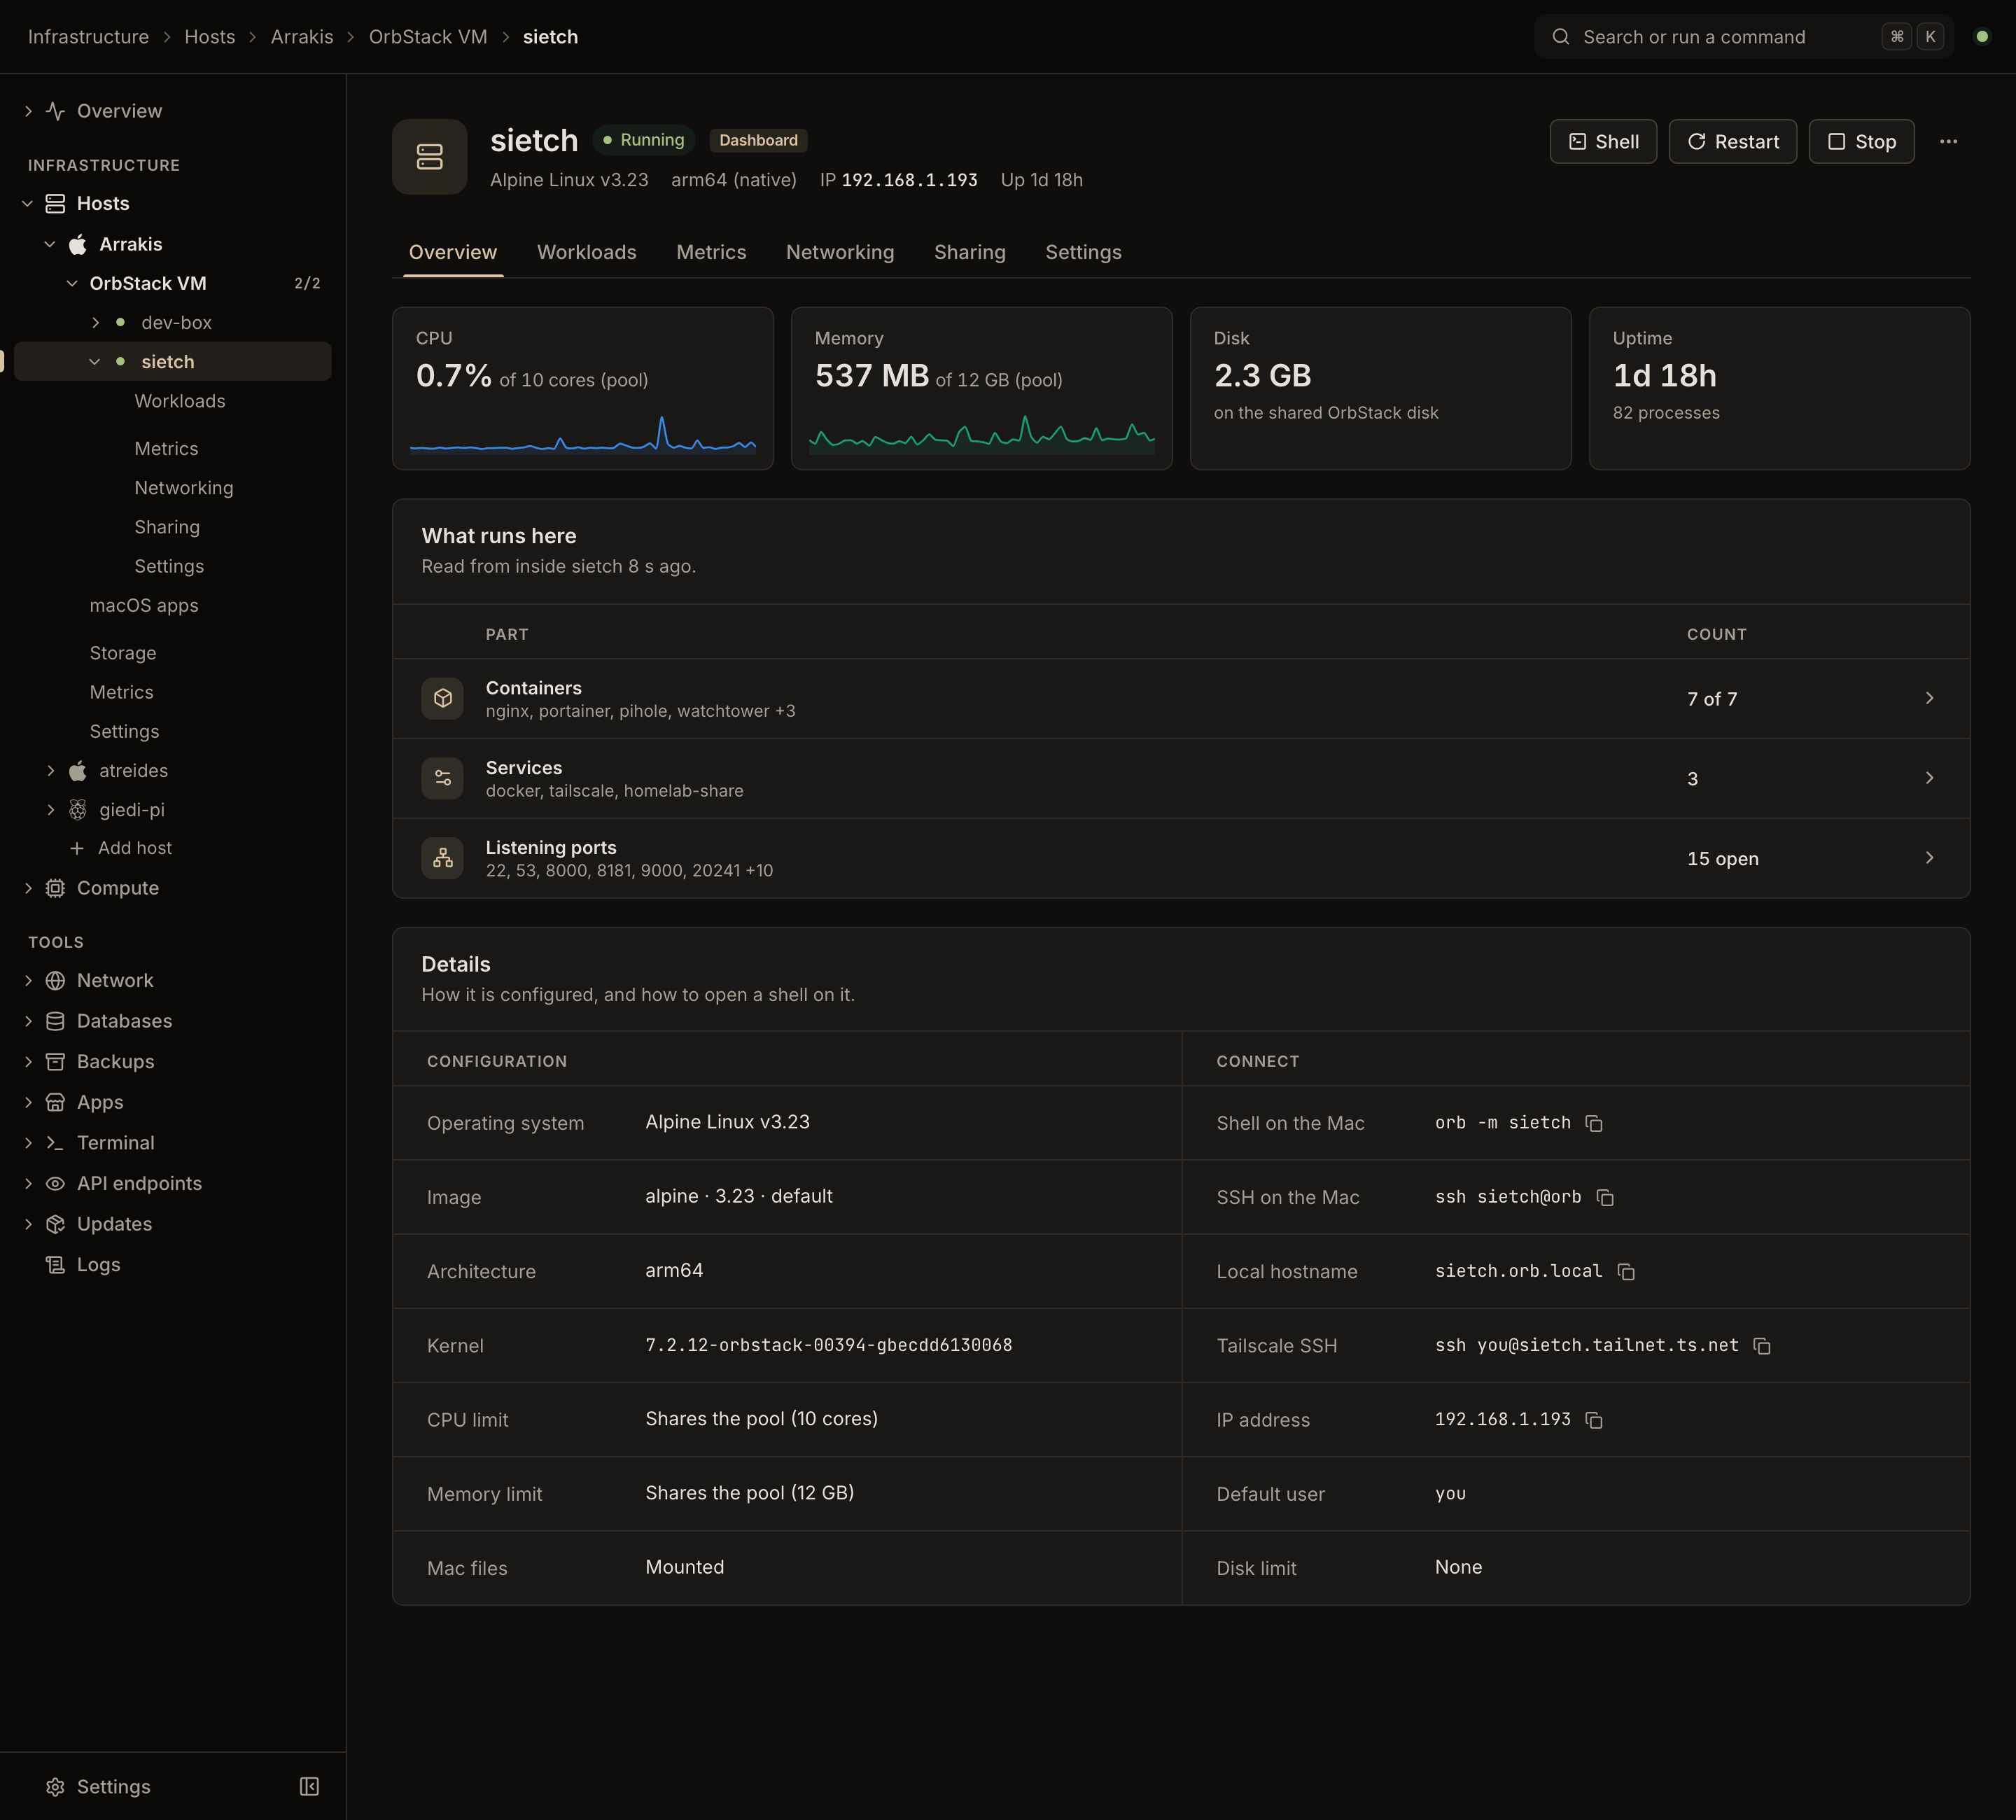 Infrastructure > Hosts > Arrakis > OrbStack VM > sietch
Search or run a command ⌘ K
Overview
INFRASTRUCTURE
Hosts
Arrakis
OrbStack VM 2/2
dev-box
sietch
Workloads
Metrics
Networking
Sharing
Settings
macOS apps
Storage
Metrics
Settings
atreides
giedi-pi
+ Add host
Compute
TOOLS
Network
Databases
Backups
Apps
Terminal
API endpoints
Updates
Logs
Settings
sietch Running Dashboard
Alpine Linux v3.23 arm64 (native) IP 192.168.1.193 Up 1d 18h
Shell Restart Stop
Overview Workloads Metrics Networking Sharing Settings
CPU
0.7% of 10 cores (pool)
Memory
537 MB of 12 GB (pool)
Disk
2.3 GB
on the shared OrbStack disk
Uptime
1d 18h
82 processes
What runs here
Read from inside sietch 8 s ago.
PART COUNT
Containers
nginx, portainer, pihole, watchtower +3
7 of 7
Services
docker, tailscale, homelab-share
3
Listening ports
22, 53, 8000, 8181, 9000, 20241 +10
15 open
Details
How it is configured, and how to open a shell on it.
CONFIGURATION
Operating system Alpine Linux v3.23
Image alpine · 3.23 · default
Architecture arm64
Kernel 7.2.12-orbstack-00394-gbecdd6130068
CPU limit Shares the pool (10 cores)
Memory limit Shares the pool (12 GB)
Mac files Mounted
CONNECT
Shell on the Mac orb -m sietch
SSH on the Mac ssh sietch@orb
Local hostname sietch.orb.local
Tailscale SSH ssh you@sietch.tailnet.ts.net
IP address 192.168.1.193
Default user you
Disk limit None